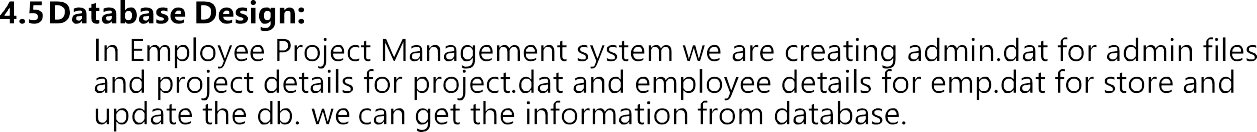 4.5 Database Design:
In Employee Project Management system we are creating admin.dat for admin files
and project details for project.dat and employee details for emp.dat for store and
update the db. we can get the information from database.